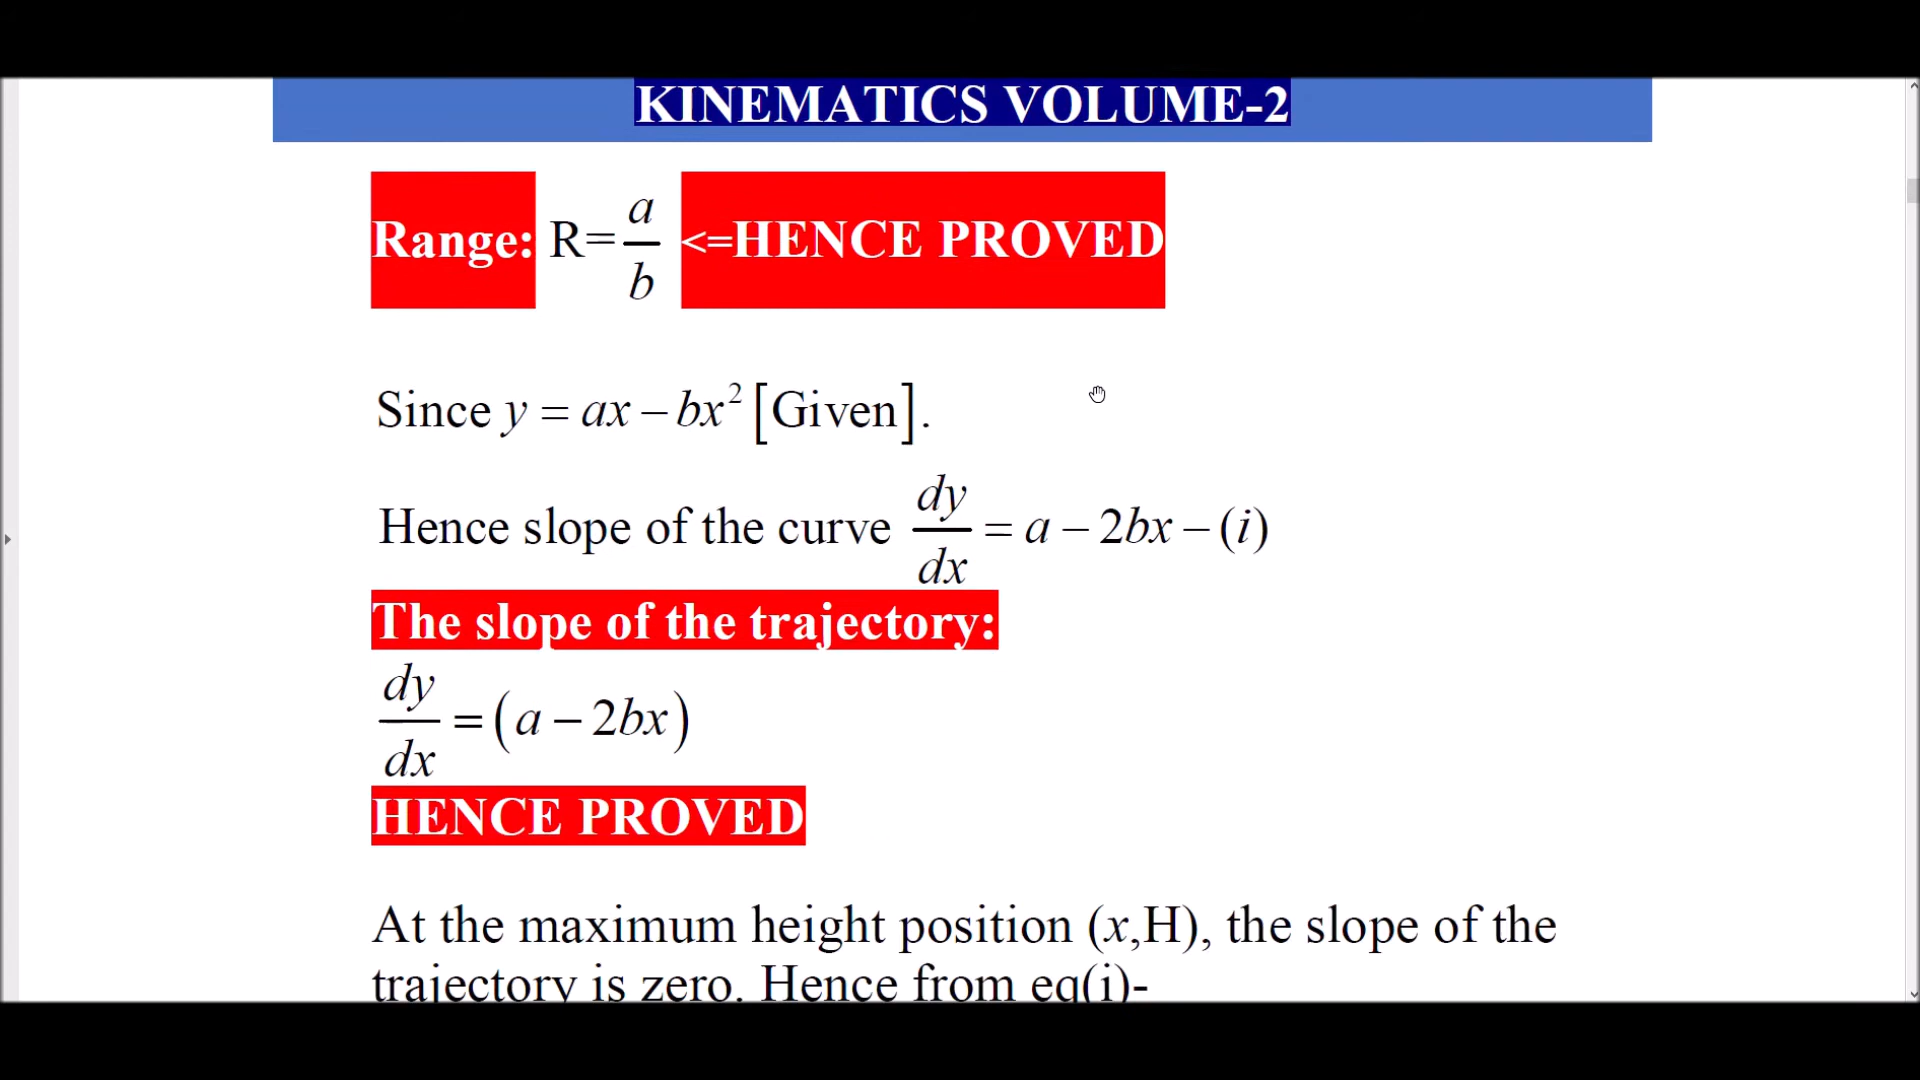 KINEMATICS VOLUME-2
Range: R=a/b <=HENCE PROVED
Since y = ax − bx² [Given].
Hence slope of the curve dy/dx = a − 2bx − (i)
The slope of the trajectory:
dy/dx = (a − 2bx)
HENCE PROVED
At the maximum height position (x,H), the slope of the
trajectory is zero. Hence from eq(i)-